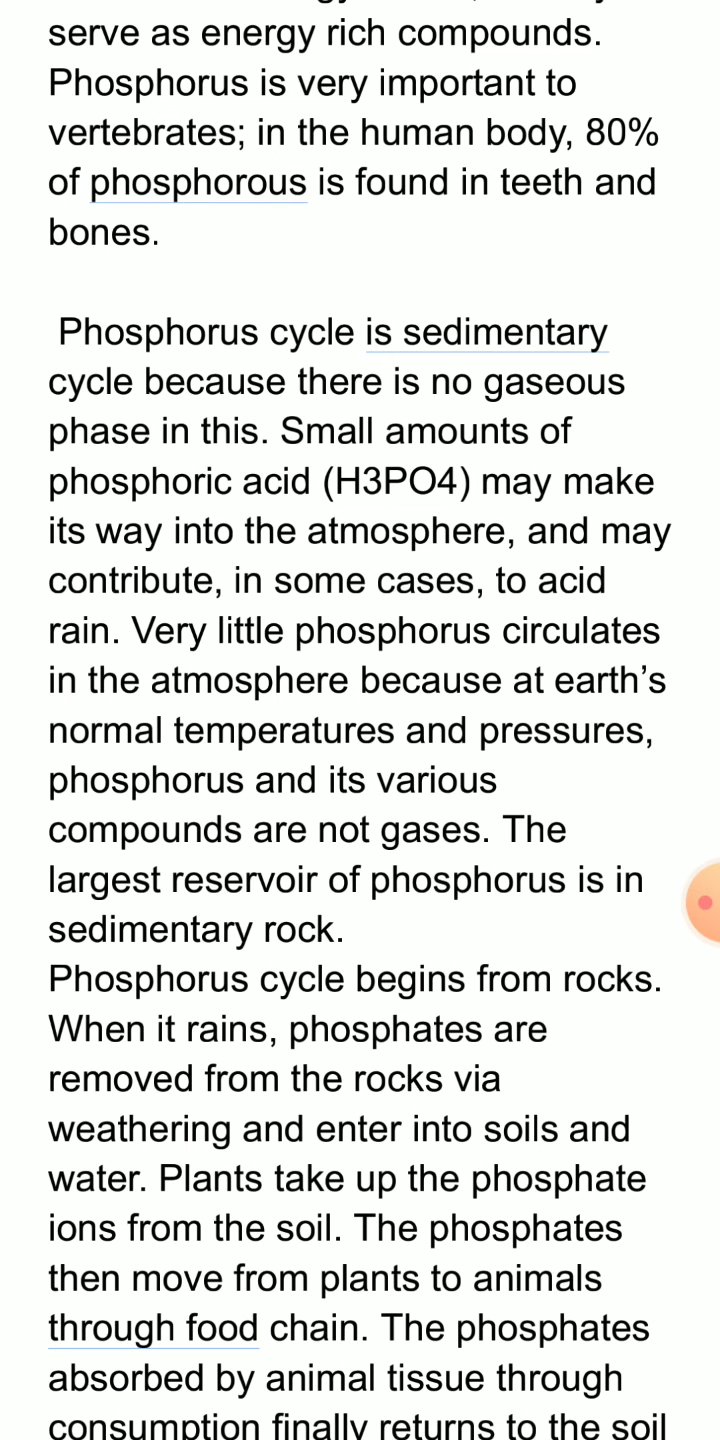 serve as energy rich compounds.
Phosphorus is very important to
vertebrates; in the human body, 80%
of phosphorous is found in teeth and
bones.
Phosphorus cycle is sedimentary
cycle because there is no gaseous
phase in this. Small amounts of
phosphoric acid (H3PO4) may make
its way into the atmosphere, and may
contribute, in some cases, to acid
rain. Very little phosphorus circulates
in the atmosphere because at earth’s
normal temperatures and pressures,
phosphorus and its various
compounds are not gases. The
largest reservoir of phosphorus is in
sedimentary rock.
Phosphorus cycle begins from rocks.
When it rains, phosphates are
removed from the rocks via
weathering and enter into soils and
water. Plants take up the phosphate
ions from the soil. The phosphates
then move from plants to animals
through food chain. The phosphates
absorbed by animal tissue through
consumption finally returns to the soil